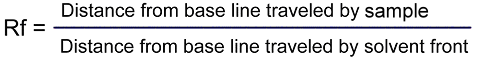 Distance from base line traveled by sample
Rf =
Distance from base line traveled by solvent front